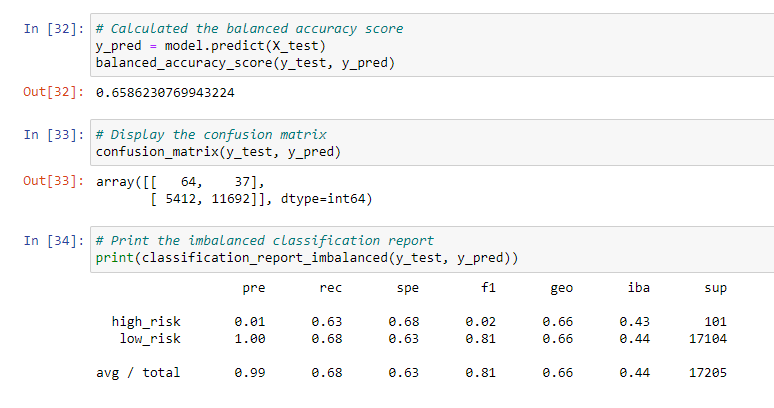 In [32]: # Calculated the balanced accuracy score
y_pred = model.predict(X_test)
balanced_accuracy_score(y_test, y_pred)
Out[32]: 0.6586230769943224
In [33]: # Display the confusion matrix
confusion_matrix(y_test, y_pred)
Out[33]: array([[   64,    37],
       [ 5412, 11692]], dtype=int64)
In [34]: # Print the imbalanced classification report
print(classification_report_imbalanced(y_test, y_pred))
pre rec spe f1 geo iba sup
high_risk 0.01 0.63 0.68 0.02 0.66 0.43 101
low_risk 1.00 0.68 0.63 0.81 0.66 0.44 17104
avg / total 0.99 0.68 0.63 0.81 0.66 0.44 17205